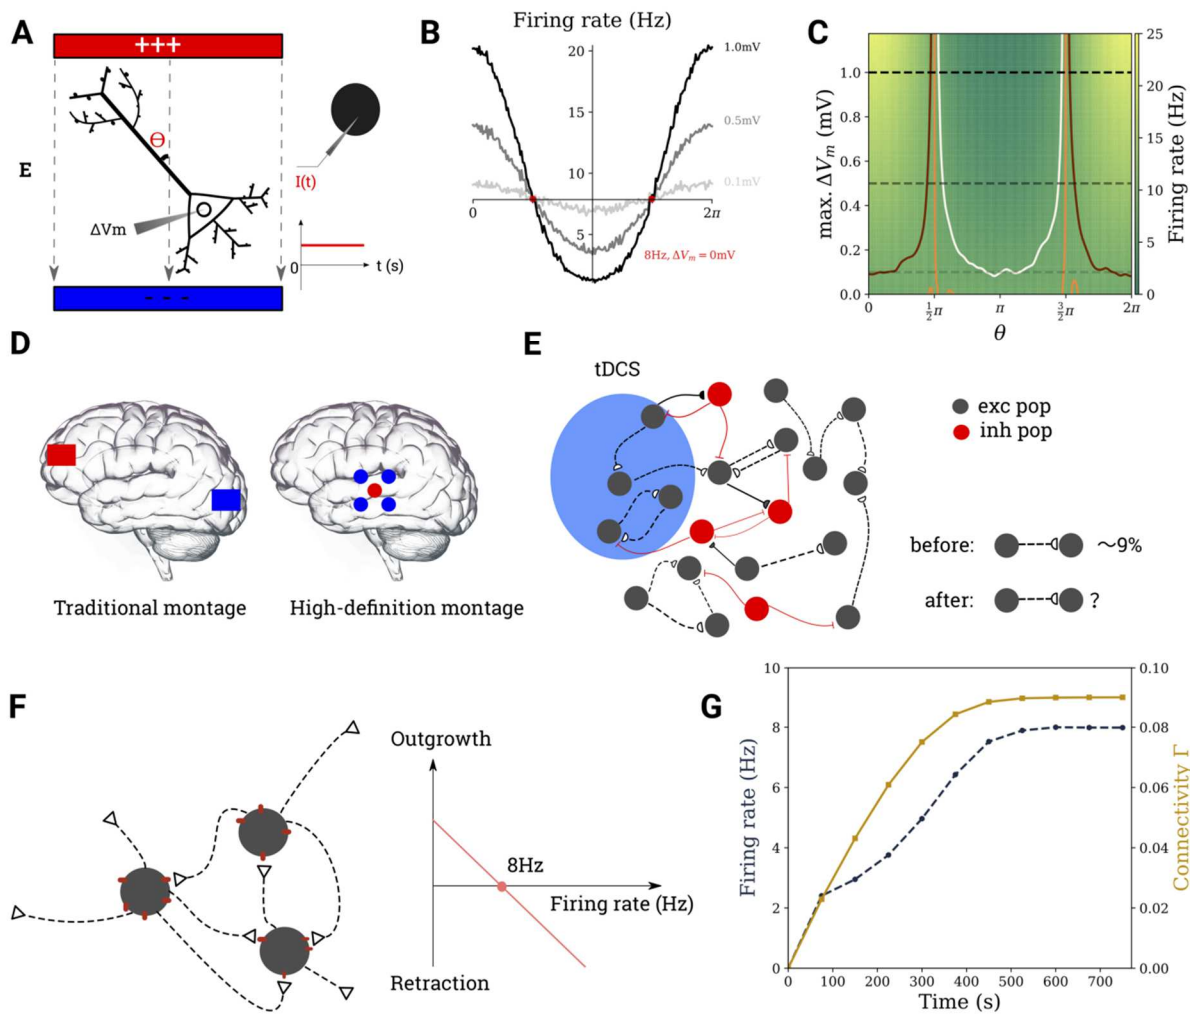 A
+++
Θ
E
ΔVm
I(t)
0
t (s)
- - -
B
Firing rate (Hz)
20
15
10
5
0
2π
1.0mV
0.5mV
0.1mV
8Hz, ΔVm = 0mV
C
max. ΔVm (mV)
1.0
0.8
0.6
0.4
0.2
0.0
0
1/2 π
π
3/2 π
2π
θ
25
20
15
10
5
0
Firing rate (Hz)
D
Traditional montage
High-definition montage
E
tDCS
exc pop
inh pop
before: ~9%
after: ?
F
Outgrowth
8Hz
Firing rate (Hz)
Retraction
G
Firing rate (Hz)
10
8
6
4
2
0
0 100 200 300 400 500 600 700
Time (s)
0.10
0.08
0.06
0.04
0.02
0.00
Connectivity Γ